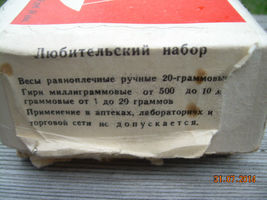 Любительский набор
Весы равноплечные ручные 20-граммовые
Гири миллиграммовые от 500 до 10 м
граммовые от 1 до 20 граммов
Применение в аптеках, лабораториях и
торговой сети не допускается.